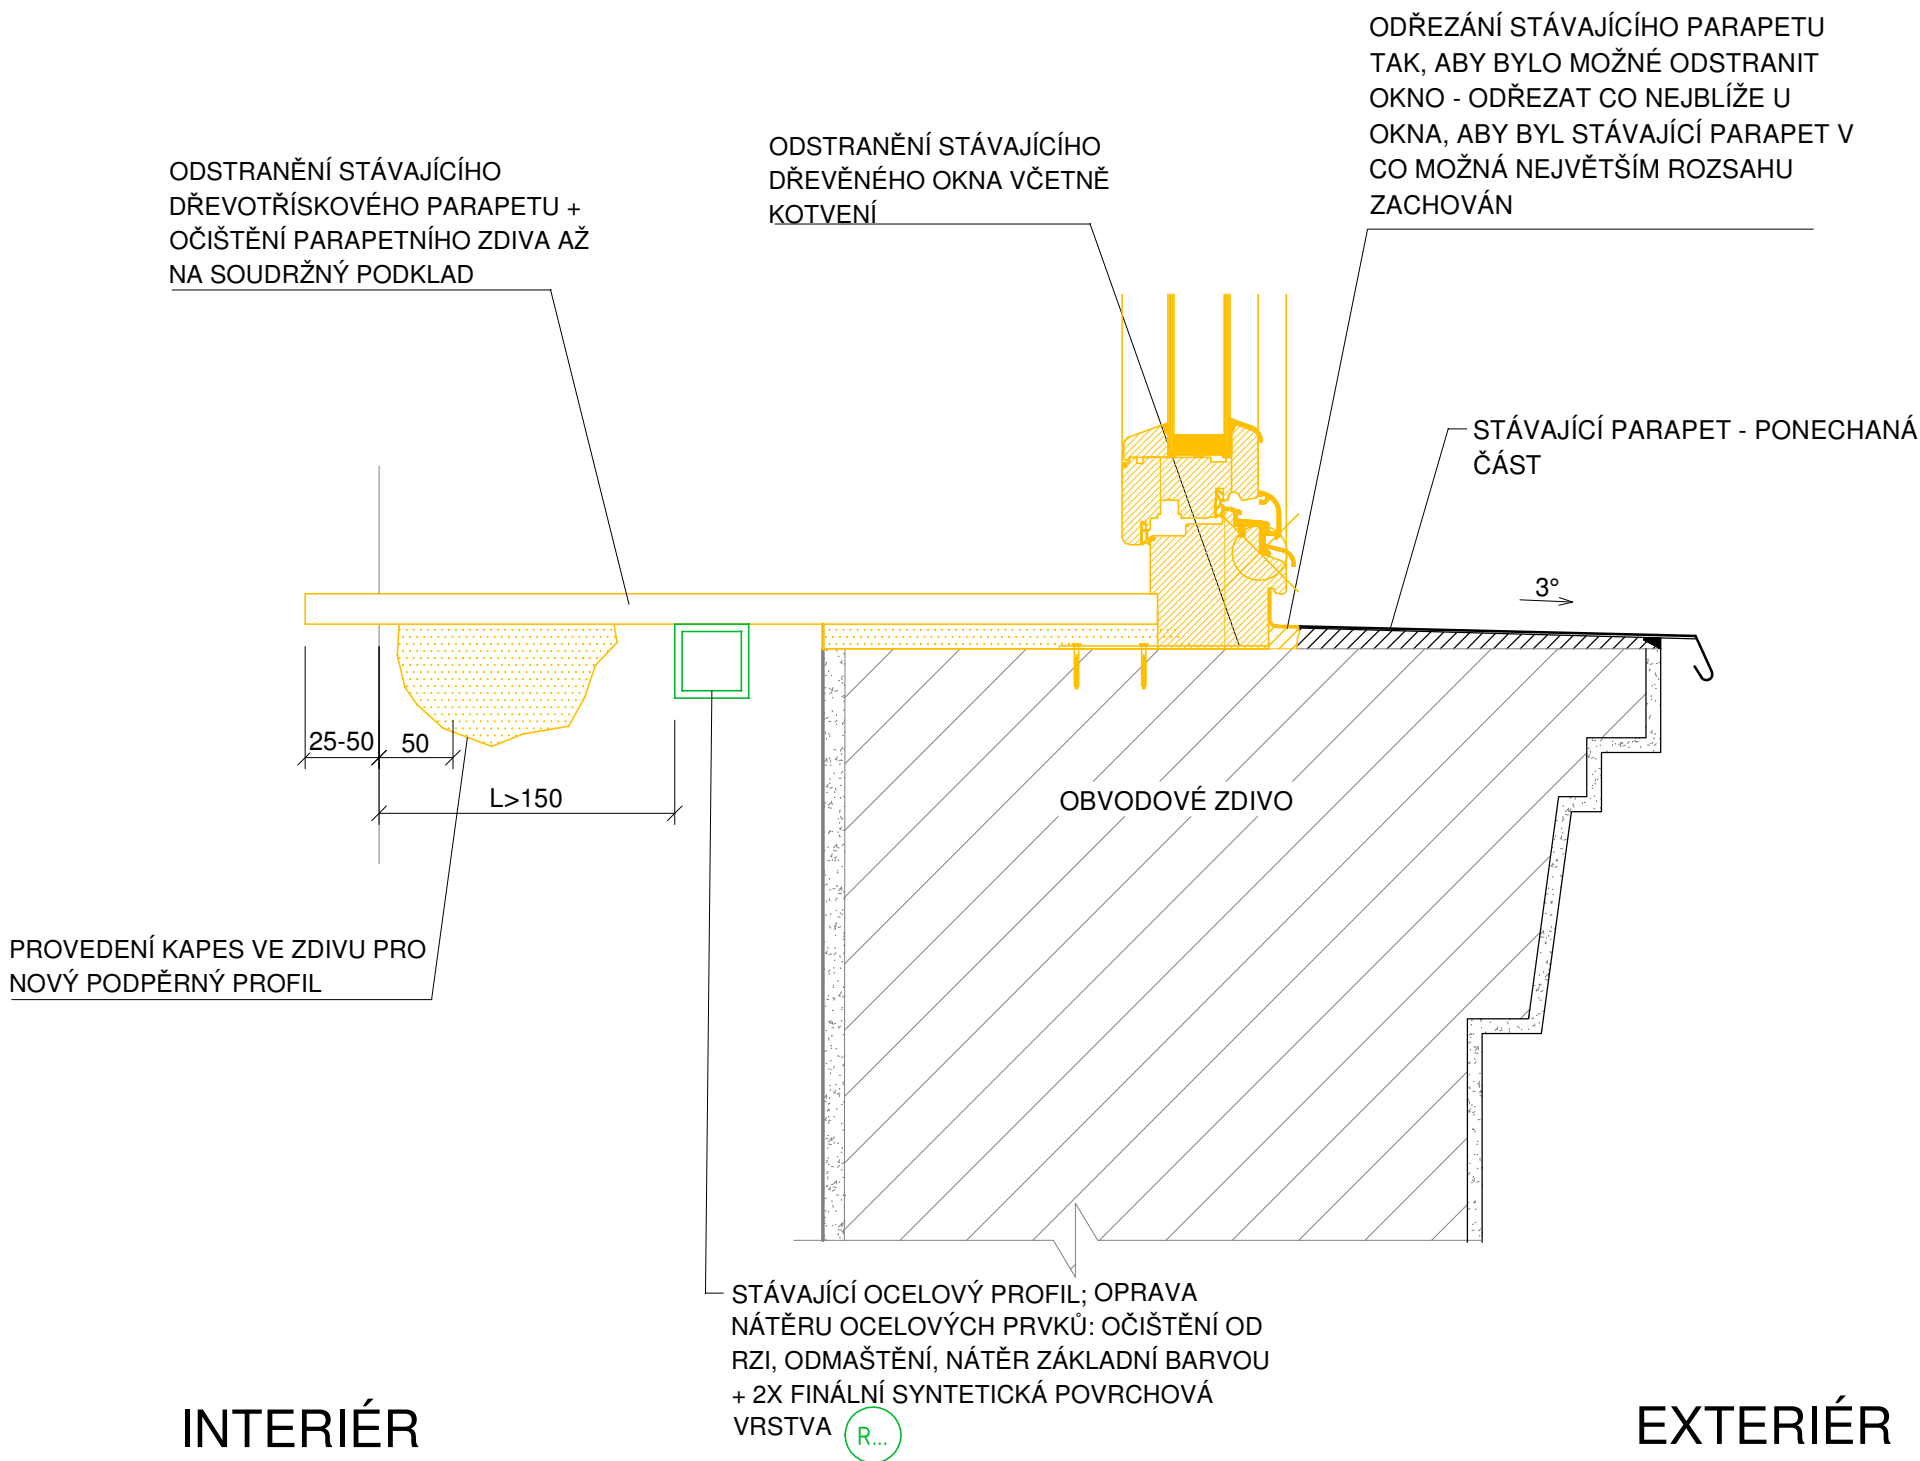 ODŘEZÁNÍ STÁVAJÍCÍHO PARAPETU
TAK, ABY BYLO MOŽNÉ ODSTRANIT
OKNO - ODŘEZAT CO NEJBLÍŽE U
OKNA, ABY BYL STÁVAJÍCÍ PARAPET V
CO MOŽNÁ NEJVĚTŠÍM ROZSAHU
ZACHOVÁN
ODSTRANĚNÍ STÁVAJÍCÍHO
DŘEVĚNÉHO OKNA VČETNĚ
KOTVENÍ
ODSTRANĚNÍ STÁVAJÍCÍHO
DŘEVOTŘÍSKOVÉHO PARAPETU +
OČIŠTĚNÍ PARAPETNÍHO ZDIVA AŽ
NA SOUDRŽNÝ PODKLAD
STÁVAJÍCÍ PARAPET - PONECHANÁ
ČÁST
3°
25-50
50
L>150
OBVODOVÉ ZDIVO
PROVEDENÍ KAPES VE ZDIVU PRO
NOVÝ PODPĚRNÝ PROFIL
STÁVAJÍCÍ OCELOVÝ PROFIL; OPRAVA
NÁTĚRU OCELOVÝCH PRVKŮ: OČIŠTĚNÍ OD
RZI, ODMAŠTĚNÍ, NÁTĚR ZÁKLADNÍ BARVOU
+ 2X FINÁLNÍ SYNTETICKÁ POVRCHOVÁ
VRSTVA
R...
INTERIÉR
EXTERIÉR